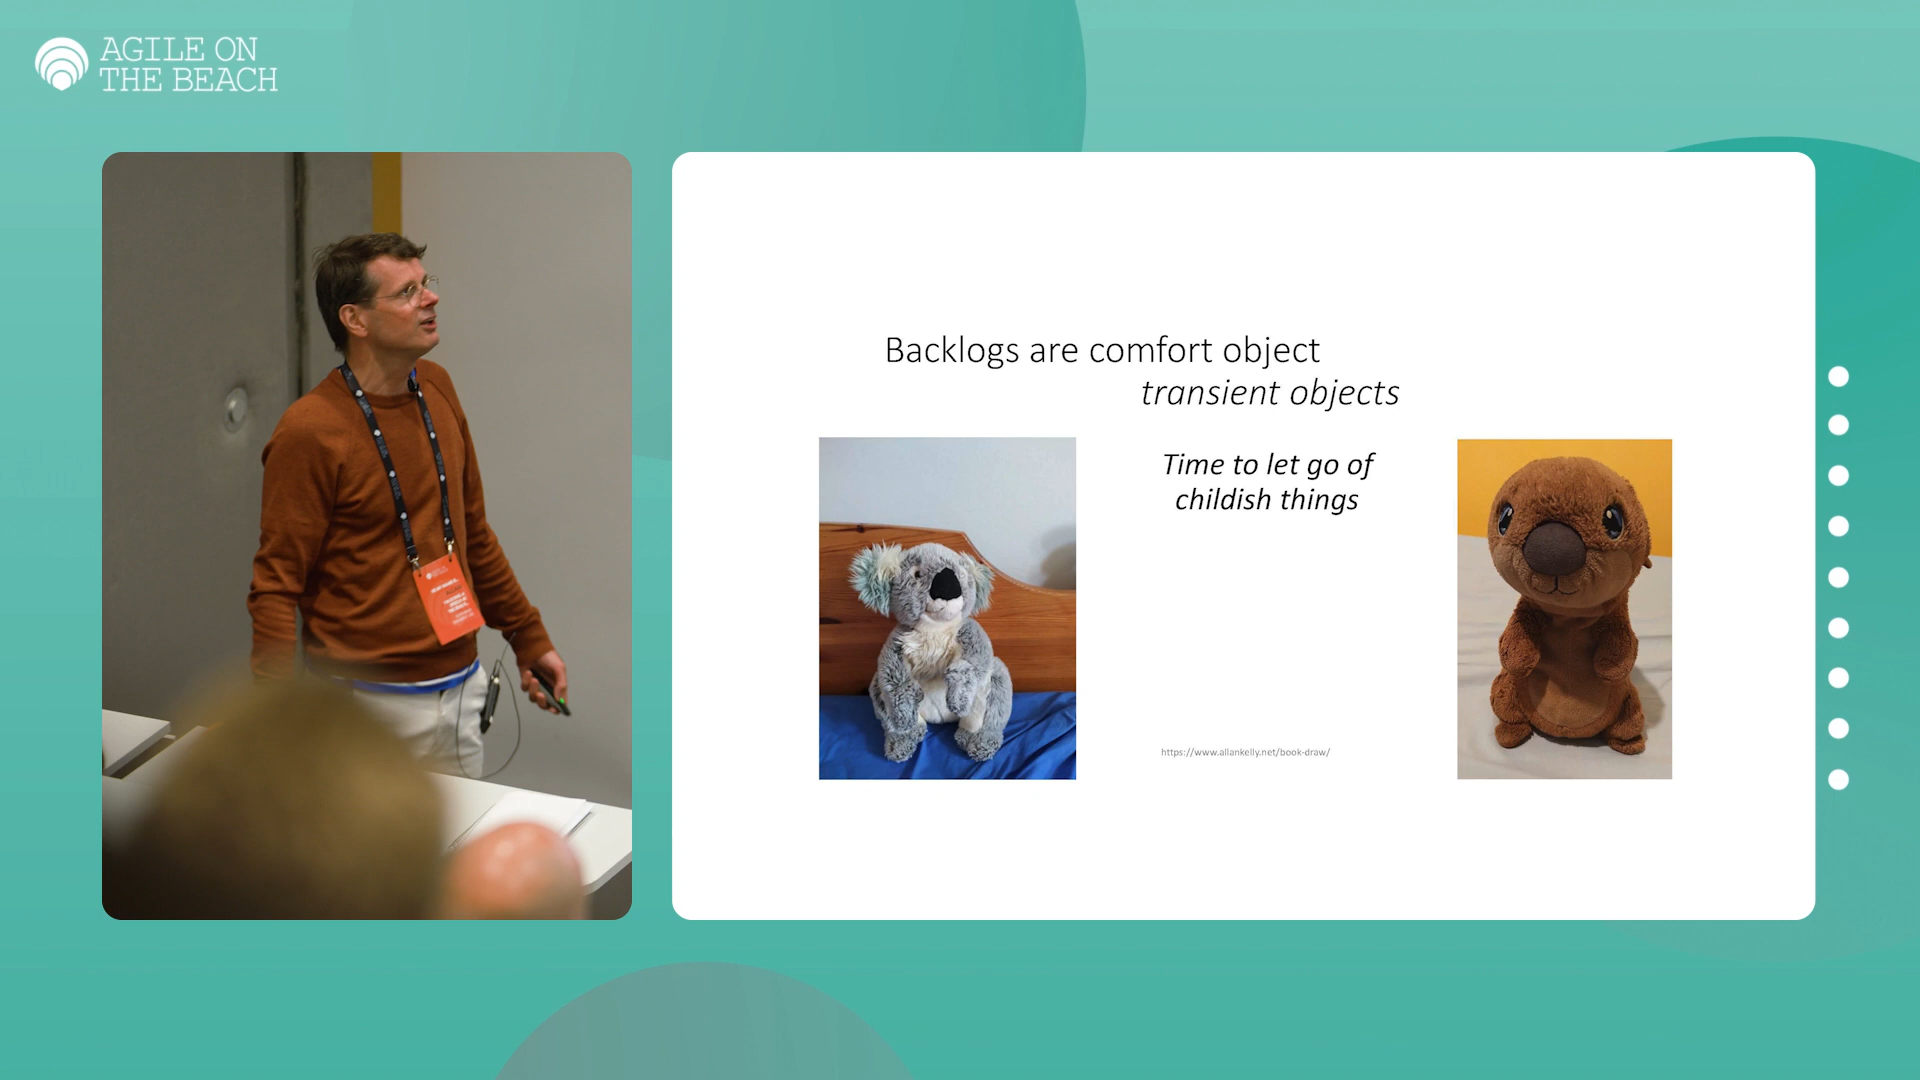 AGILE ON
THE BEACH
Backlogs are comfort object
transient objects
Time to let go of
childish things
https://www.allankelly.net/book-draw/